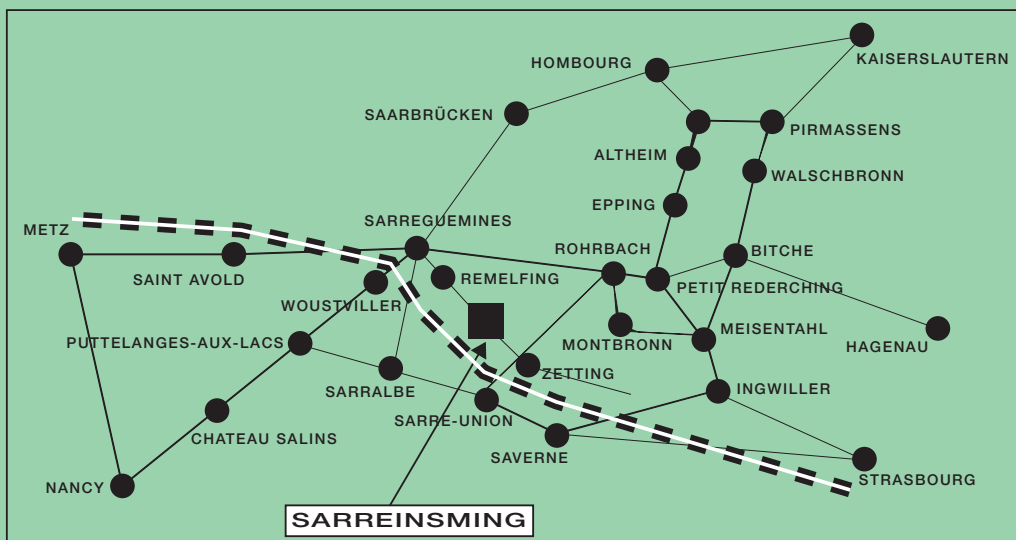 KAISERSLAUTERN
HOMBOURG
SAARBRÜCKEN
PIRMASSENS
ALTHEIM
WALSCHBRONN
EPPING
SARREGUEMINES
METZ
ROHRBACH
BITCHE
SAINT AVOLD
REMELFING
PETIT REDERCHING
WOUSTVILLER
MEISENTAHL
PUTTELANGES-AUX-LACS
MONTBRONN
HAGENAU
ZETTING
SARRALBE
INGWILLER
SARRE-UNION
CHATEAU SALINS
SAVERNE
STRASBOURG
NANCY
SARREINSMING